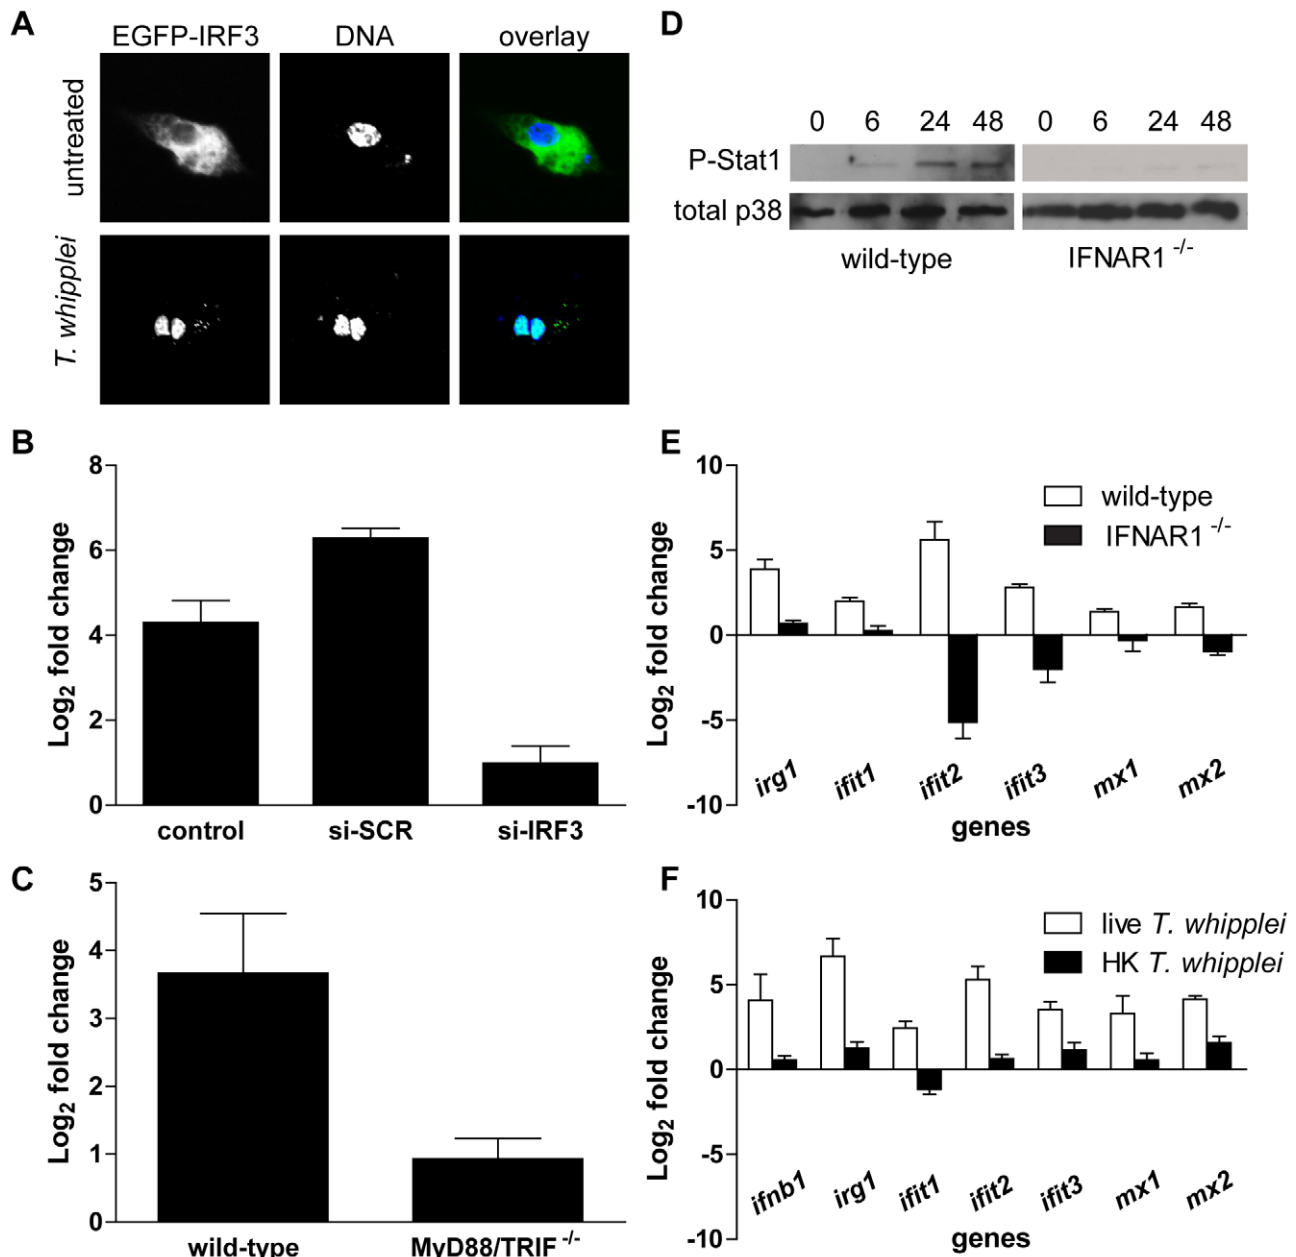 A
EGFP-IRF3 DNA overlay
untreated
T. whipplei
D
0 6 24 48 0 6 24 48
P-Stat1
total p38
wild-type IFNAR1 -/-
B
8
6
4
2
0
Log2 fold change
control si-SCR si-IRF3
E
10
5
0
-5
-10
Log2 fold change
wild-type
IFNAR1 -/-
irg1 ifit1 ifit2 ifit3 mx1 mx2
genes
C
5
4
3
2
1
0
Log2 fold change
wild-type MyD88/TRIF -/-
F
10
5
0
-5
-10
Log2 fold change
live T. whipplei
HK T. whipplei
ifnb1 irg1 ifit1 ifit2 ifit3 mx1 mx2
genes